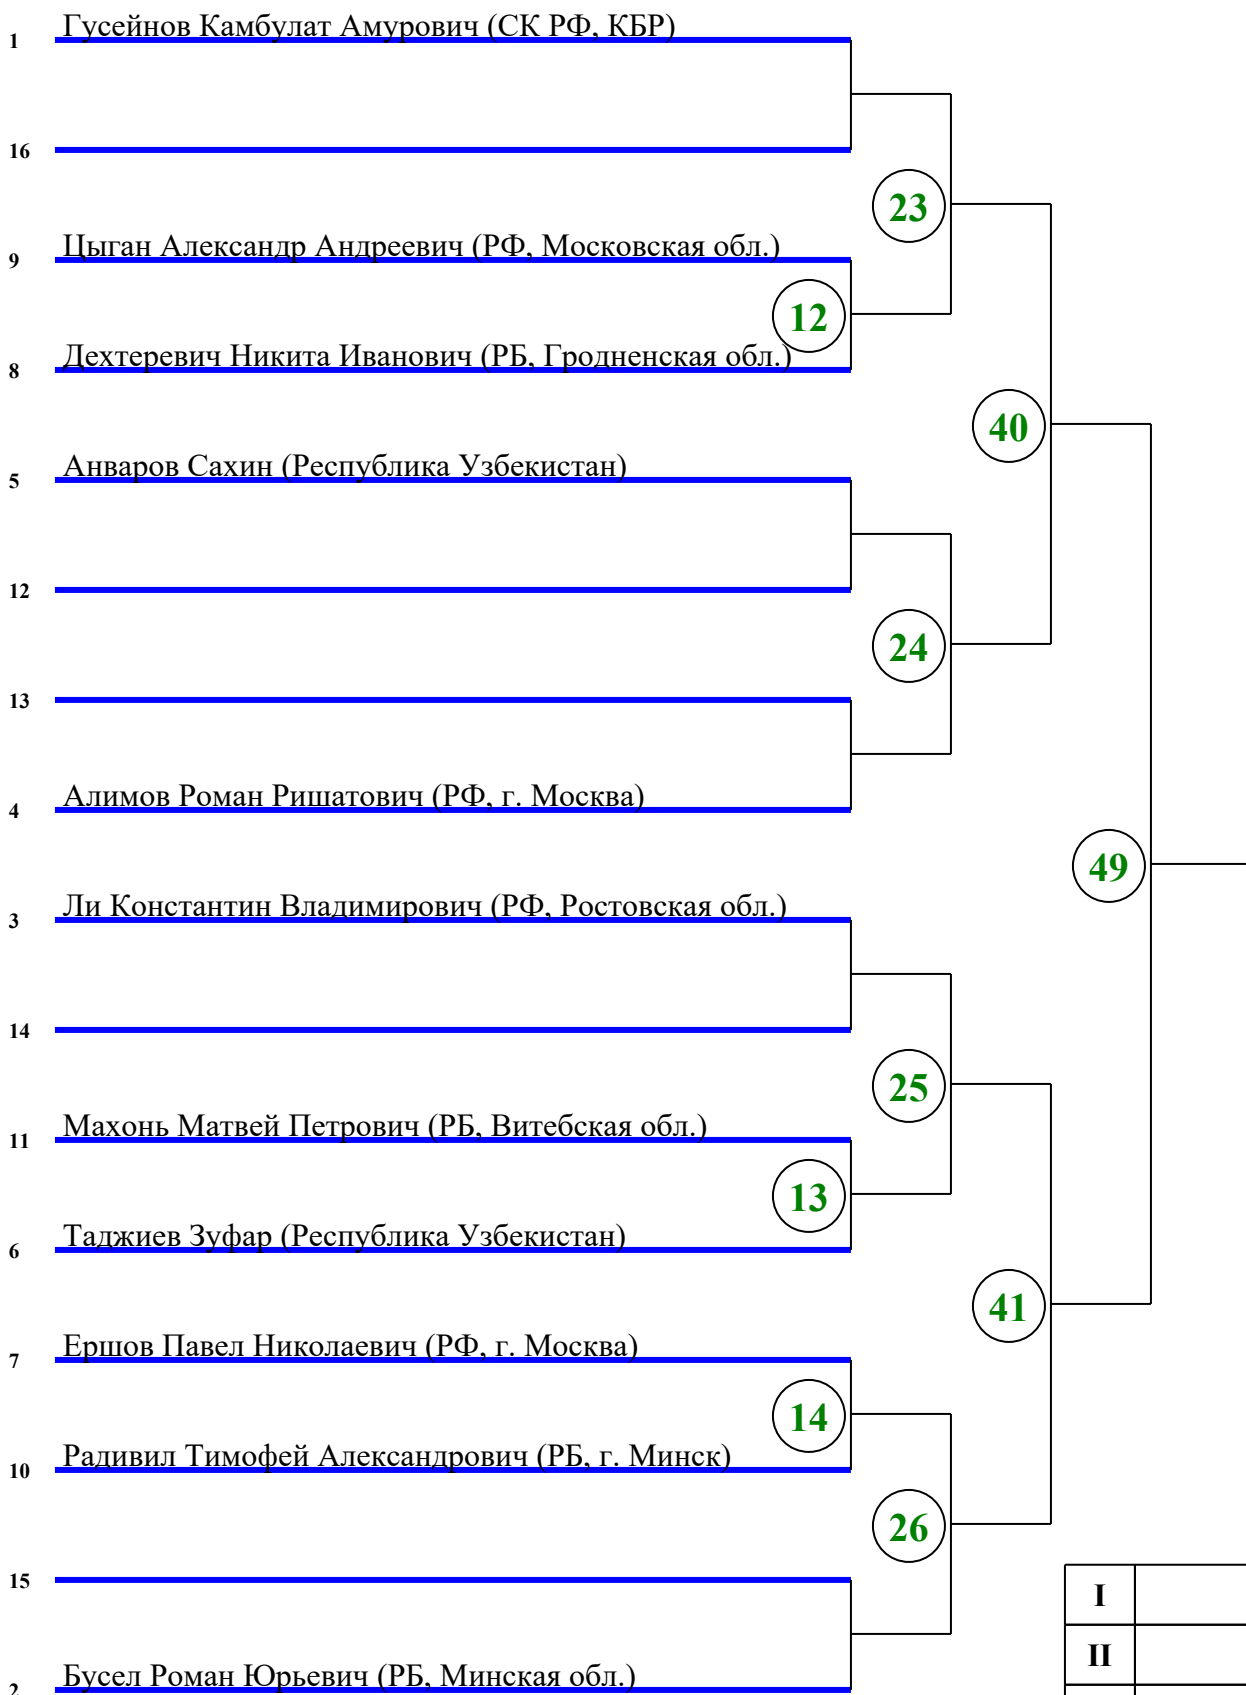 1 Гусейнов Камбулат Амурович (СК РФ, КБР)
16
23
9 Цыган Александр Андреевич (РФ, Московская обл.)
12
8 Дехтеревич Никита Иванович (РБ, Гродненская обл.)
40
5 Анваров Сахин (Республика Узбекистан)
12
24
13
4 Алимов Роман Ришатович (РФ, г. Москва)
49
3 Ли Константин Владимирович (РФ, Ростовская обл.)
14
25
11 Махонь Матвей Петрович (РБ, Витебская обл.)
13
6 Таджиев Зуфар (Республика Узбекистан)
41
7 Ершов Павел Николаевич (РФ, г. Москва)
14
10 Радивил Тимофей Александрович (РБ, г. Минск)
26
15
I
II
2 Бусел Роман Юрьевич (РБ, Минская обл.)